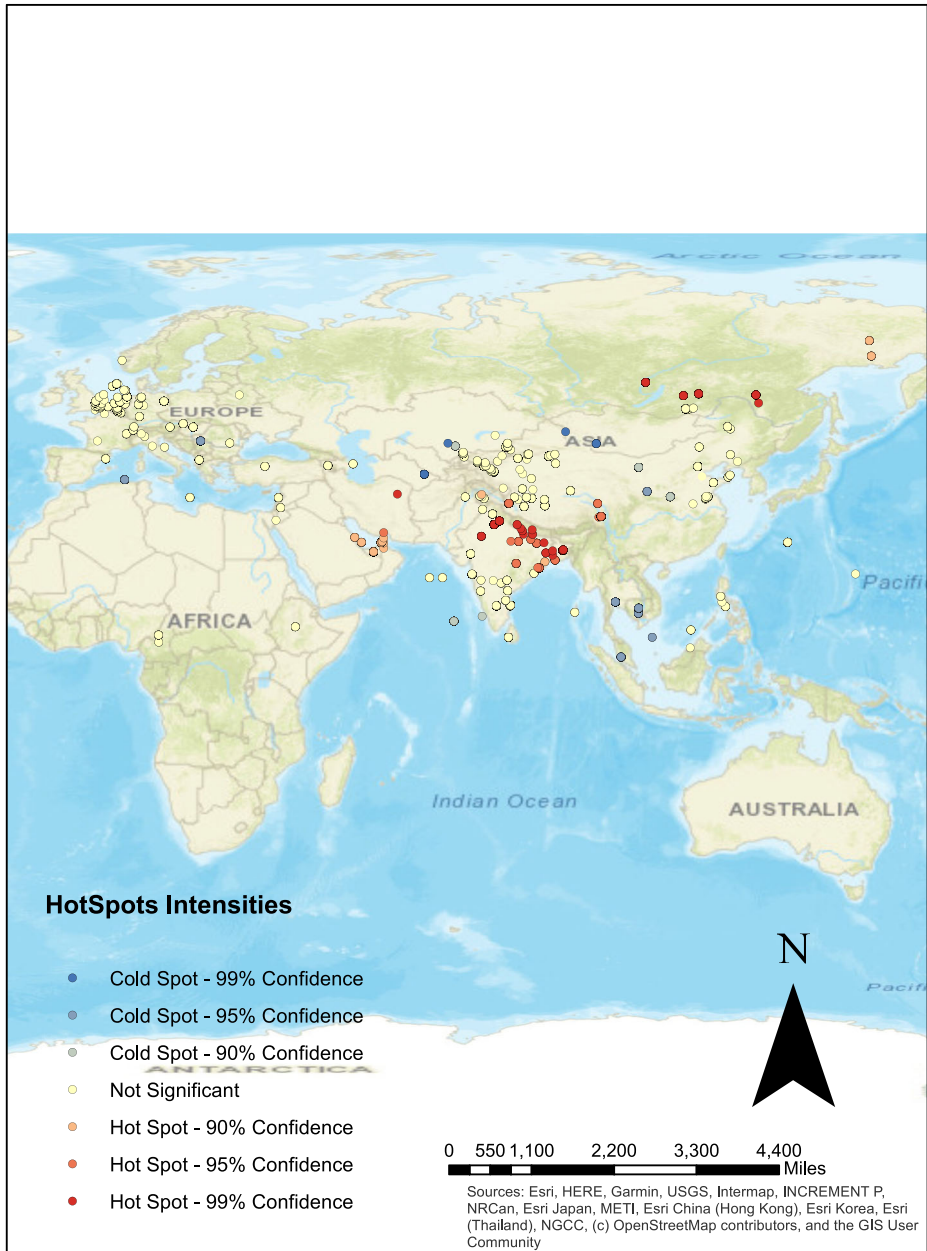 Arctic Ocean
EUROPE
ASIA
Pacific
AFRICA
Indian Ocean
AUSTRALIA
HotSpots Intensities
N
Cold Spot - 99% Confidence
Cold Spot - 95% Confidence
Pacifi
Cold Spot - 90% Confidence
ANTARCTICA
Not Significant
Hot Spot - 90% Confidence
Hot Spot - 95% Confidence
Hot Spot - 99% Confidence
0 550 1,100 2,200 3,300 4,400
Miles
Sources: Esri, HERE, Garmin, USGS, Intermap, INCREMENT P,
NRCan, Esri Japan, METI, Esri China (Hong Kong), Esri Korea, Esri
(Thailand), NGCC, (c) OpenStreetMap contributors, and the GIS User
Community